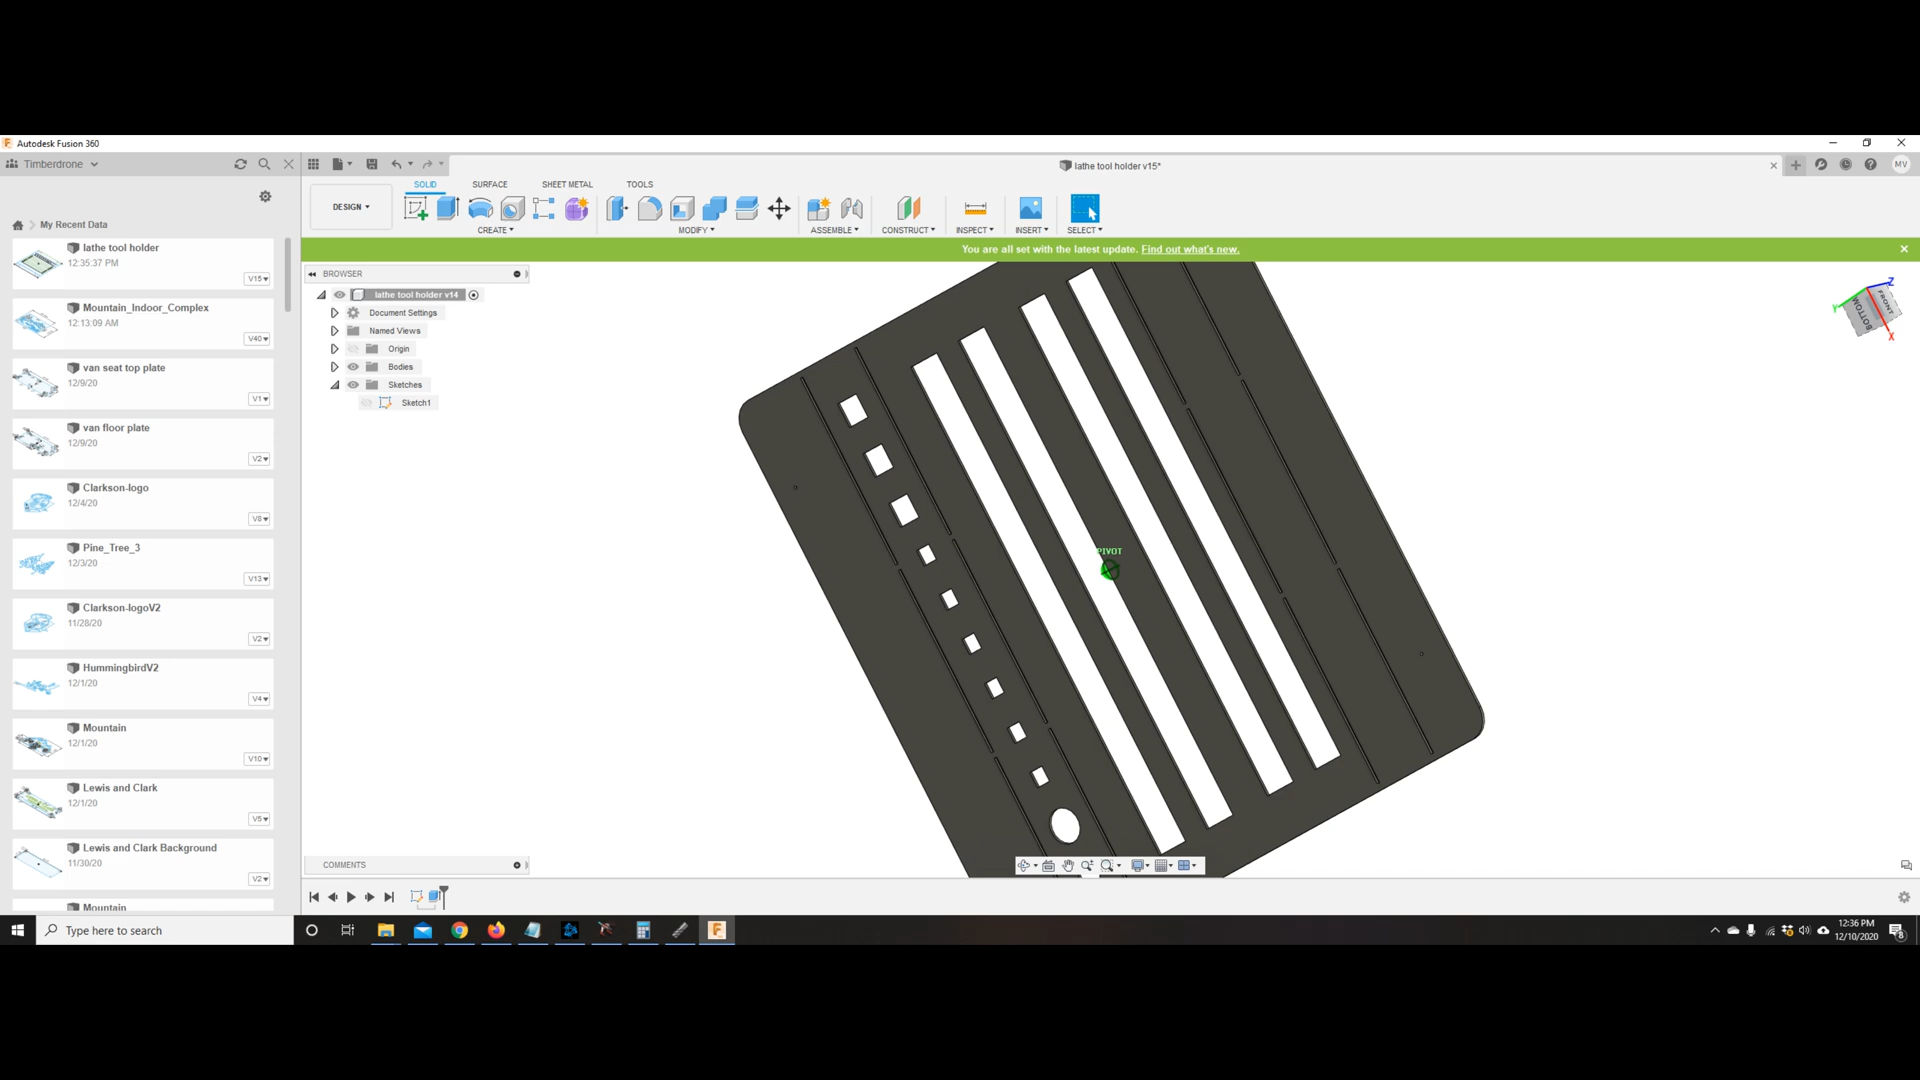 Autodesk Fusion 360
Timberdrone
lathe tool holder v15*
MV
DESIGN
SOLID
SURFACE
SHEET METAL
TOOLS
CREATE
MODIFY
ASSEMBLE
CONSTRUCT
INSPECT
INSERT
SELECT
You are all set with the latest update. Find out what's new.
My Recent Data
lathe tool holder
12:35:37 PM
V15
Mountain_Indoor_Complex
12:13:09 AM
V40
van seat top plate
12/9/20
V1
van floor plate
12/9/20
V2
Clarkson-logo
12/4/20
V8
Pine_Tree_3
12/3/20
V13
Clarkson-logoV2
11/28/20
V2
HummingbirdV2
12/1/20
V4
Mountain
12/1/20
V10
Lewis and Clark
12/1/20
V5
Lewis and Clark Background
11/30/20
V2
Mountain
BROWSER
lathe tool holder v14
Document Settings
Named Views
Origin
Bodies
Sketches
Sketch1
PIVOT
Z
Y
X
FRONT
BOTTOM
COMMENTS
Type here to search
12:36 PM
12/10/2020
8